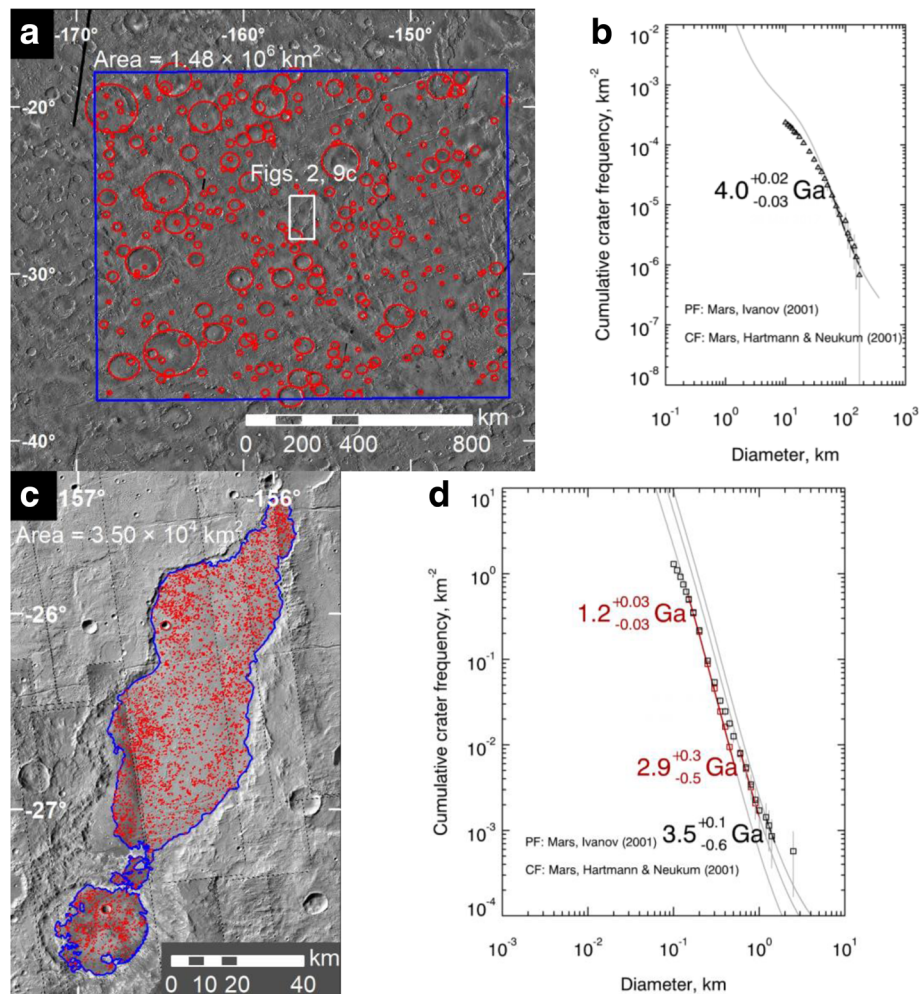 a
-170° -160° -150°
Area = 1.48 × 10⁶ km²
-20°
Figs. 2, 9c
-30°
-40°
km
0 200 400 800
b
10⁻²
10⁻³
10⁻⁴
10⁻⁵
10⁻⁶
10⁻⁷
10⁻⁸
Cumulative crater frequency, km⁻²
4.0 +0.02 -0.03 Ga
PF: Mars, Ivanov (2001)
CF: Mars, Hartmann & Neukum (2001)
10⁻¹ 10⁰ 10¹ 10² 10³
Diameter, km
c
157° -156°
Area = 3.50 × 10⁴ km²
-26°
-27°
km
0 10 20 40
d
10
10⁰
10⁻¹
10⁻²
10⁻³
10⁻⁴
Cumulative crater frequency, km⁻²
1.2 +0.03 -0.03 Ga
2.9 +0.3 -0.5 Ga
3.5 +0.1 -0.6 Ga
PF: Mars, Ivanov (2001)
CF: Mars, Hartmann & Neukum (2001)
10⁻³ 10⁻² 10⁻¹ 10⁰ 10
Diameter, km